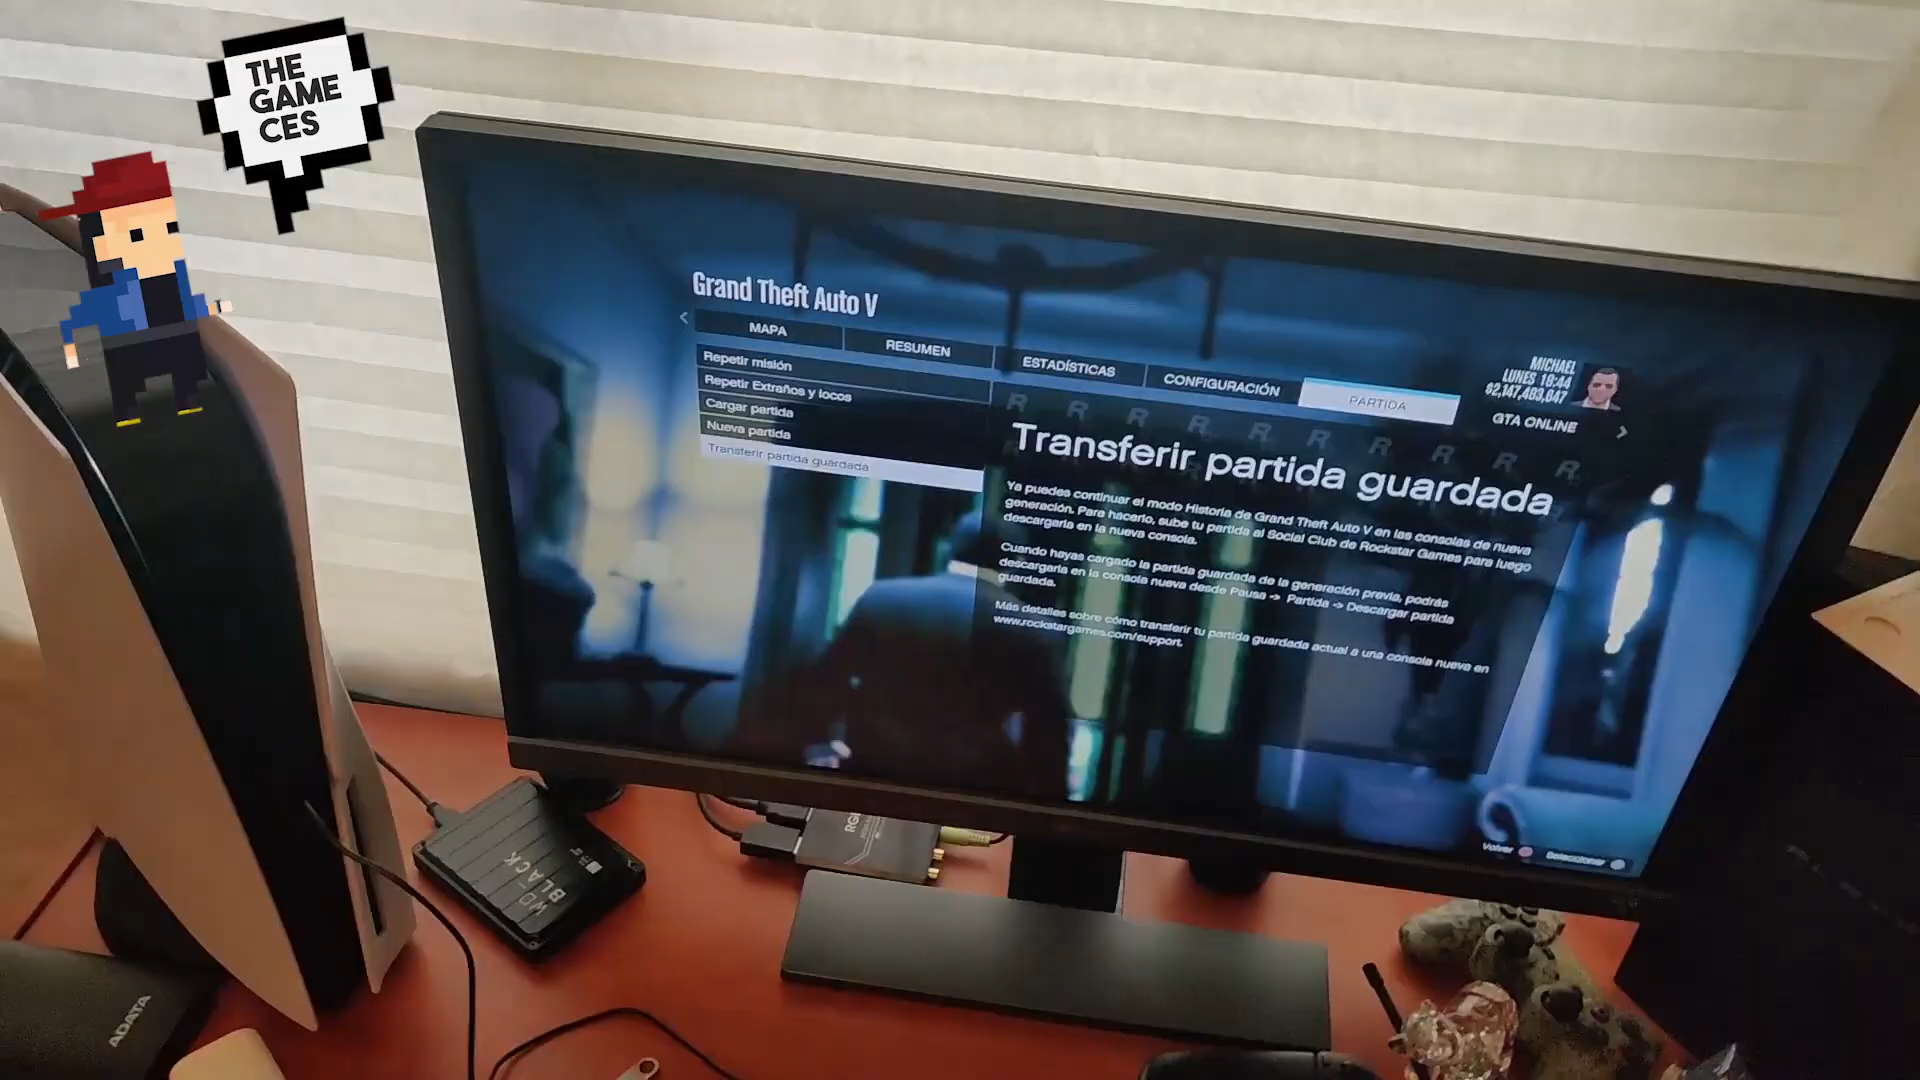 THE
GAME
CES
Grand Theft Auto V
MAPA
RESUMEN
ESTADÍSTICAS
CONFIGURACIÓN
PARTIDA
GTA ONLINE
MICHAEL
LUNES 18:44
$2,147,483,647
Repetir misión
Repetir Extraños y locos
Cargar partida
Nueva partida
Transferir partida guardada
Transferir partida guardada
Ya puedes continuar el modo Historia de Grand Theft Auto V en las consolas de nueva
generación. Para hacerlo, sube tu partida al Social Club de Rockstar Games para luego
descargarla en la nueva consola.
Cuando hayas cargado la partida guardada de la generación previa, podrás
descargarla en la consola nueva desde Pausa -> Partida -> Descargar partida
guardada.
Más detalles sobre cómo transferir tu partida guardada actual a una consola nueva en
www.rockstargames.com/support.
Volver
Seleccionar
WD_
BLACK
ADATA